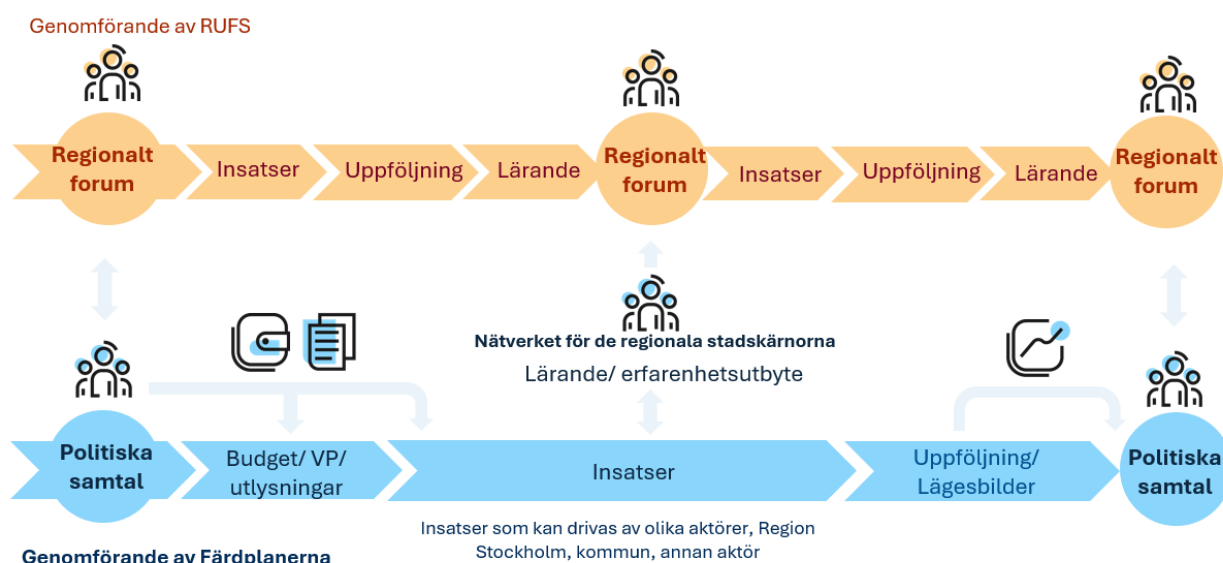 Genomförande av RUFS
Regionalt
forum
Insatser
Uppföljning
Lärande
Regionalt
forum
Insatser
Uppföljning
Lärande
Regionalt
forum
Nätverket för de regionala stadskärnorna
Lärande/ erfarenhetsutbyte
Politiska
samtal
Budget/ VP/
utlysningar
Insatser
Uppföljning/
Lägesbilder
Politiska
samtal
Insatser som kan drivas av olika aktörer, Region
Stockholm, kommun, annan aktör
Genomförande av Färdplanerna